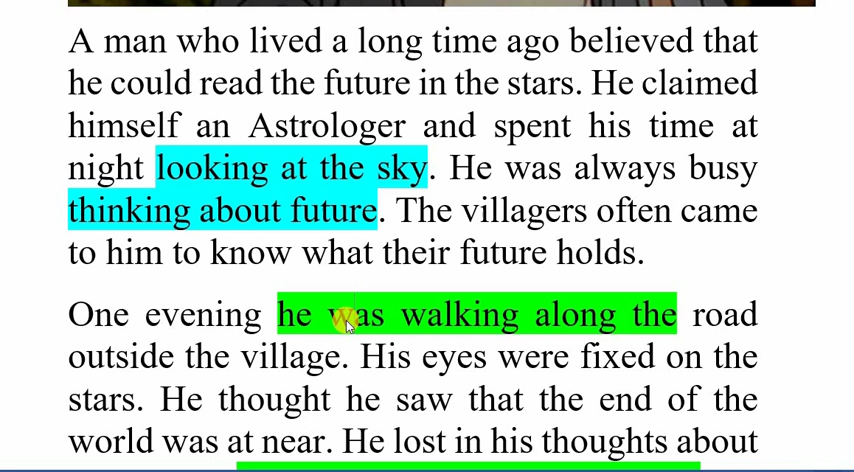 A man who lived a long time ago believed that
he could read the future in the stars. He claimed
himself an Astrologer and spent his time at
night looking at the sky. He was always busy
thinking about future. The villagers often came
to him to know what their future holds.
One evening he was walking along the road
outside the village. His eyes were fixed on the
stars. He thought he saw that the end of the
world was at near. He lost in his thoughts about